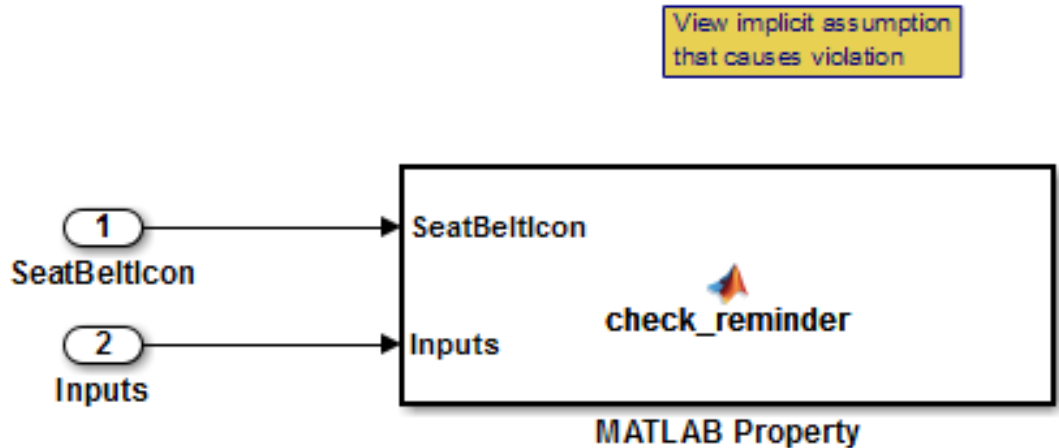 View implicit assumption
that causes violation
1
SeatBeltIcon
SeatBeltIcon
check_reminder
2
Inputs
Inputs
MATLAB Property